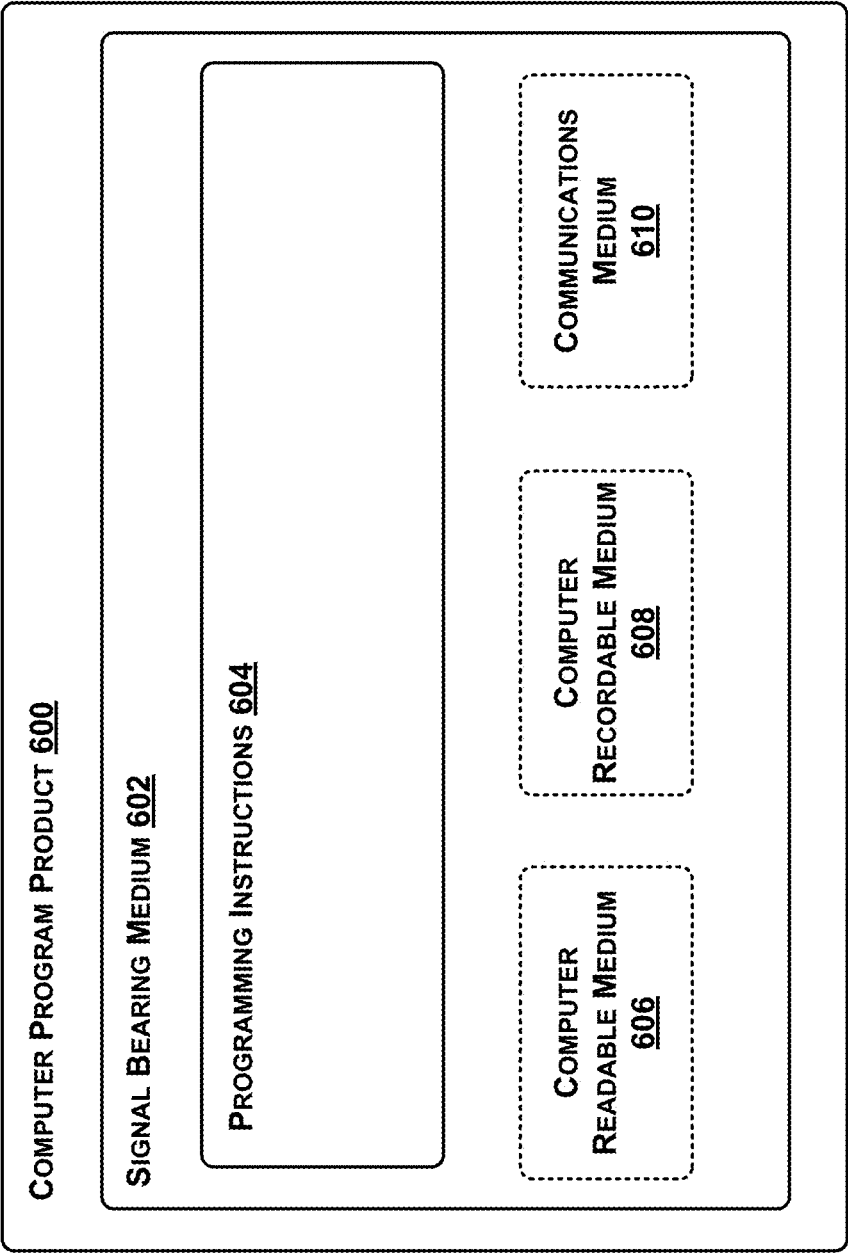 COMPUTER PROGRAM PRODUCT 600
SIGNAL BEARING MEDIUM 602
PROGRAMMING INSTRUCTIONS 604
COMPUTER
READABLE MEDIUM
606
COMPUTER
RECORDABLE MEDIUM
608
COMMUNICATIONS
MEDIUM
610